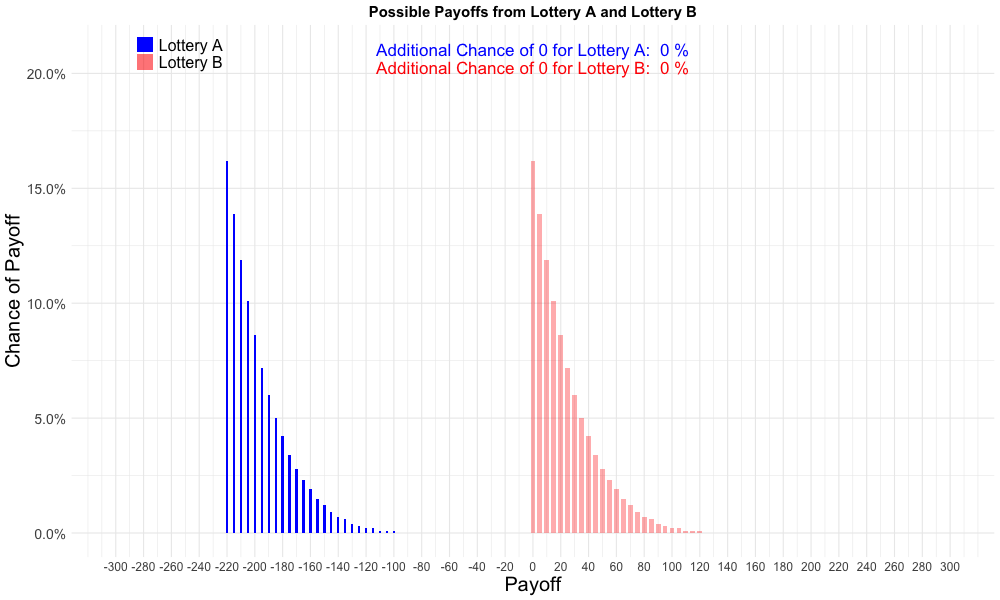 Possible Payoffs from Lottery A and Lottery B
Lottery A
Lottery B
Additional Chance of 0 for Lottery A:  0 %
Additional Chance of 0 for Lottery B:  0 %
Chance of Payoff
20.0%
15.0%
10.0%
5.0%
0.0%
-300 -280 -260 -240 -220 -200 -180 -160 -140 -120 -100 -80 -60 -40 -20 0 20 40 60 80 100 120 140 160 180 200 220 240 260 280 300
Payoff